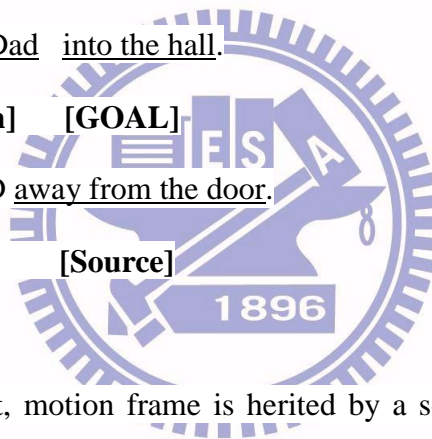 Dad into the hall.
] [GOAL]
away from the door.
[Source]
E S A
1896
, motion frame is herited by a s